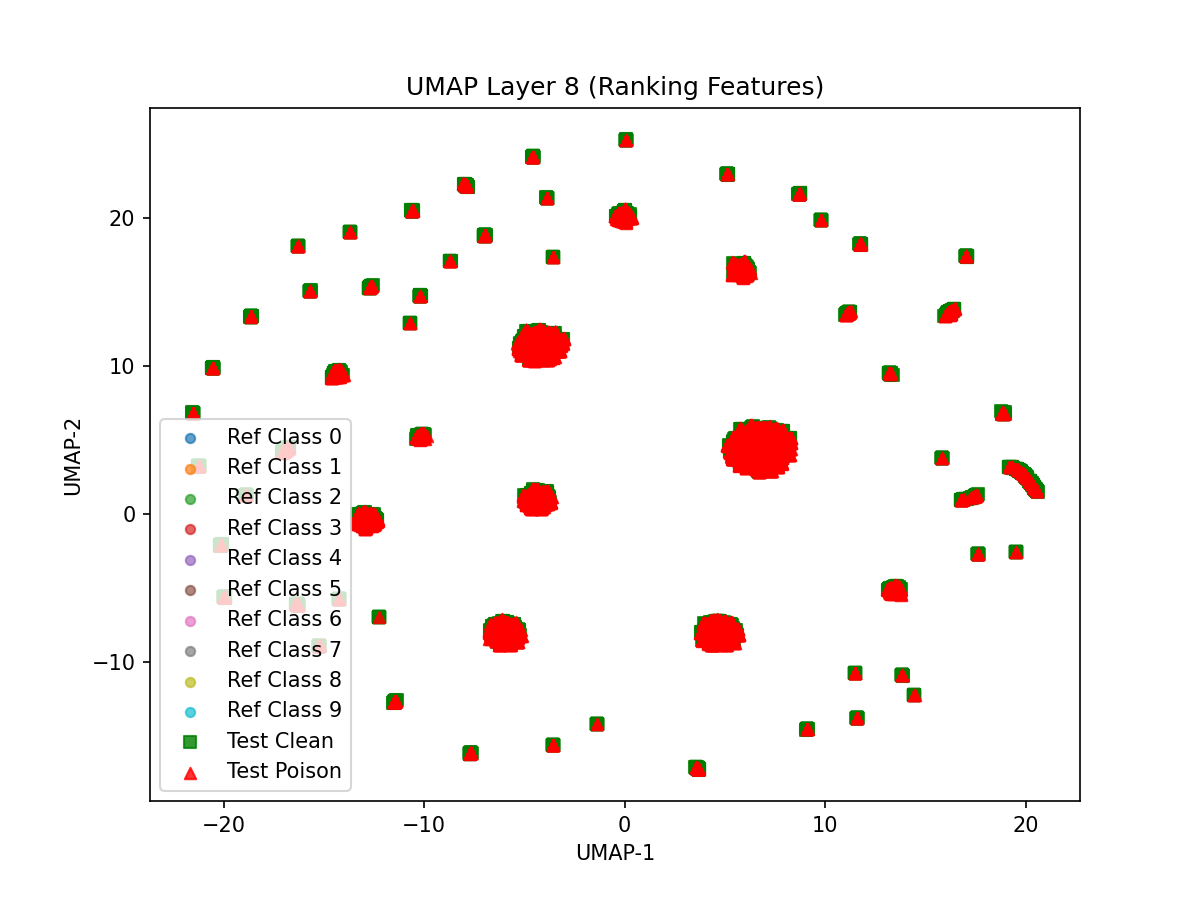 UMAP Layer 8 (Ranking Features)
UMAP-2
20
10
0
−10
Ref Class 0
Ref Class 1
Ref Class 2
Ref Class 3
Ref Class 4
Ref Class 5
Ref Class 6
Ref Class 7
Ref Class 8
Ref Class 9
Test Clean
Test Poison
−20 −10 0 10 20
UMAP-1